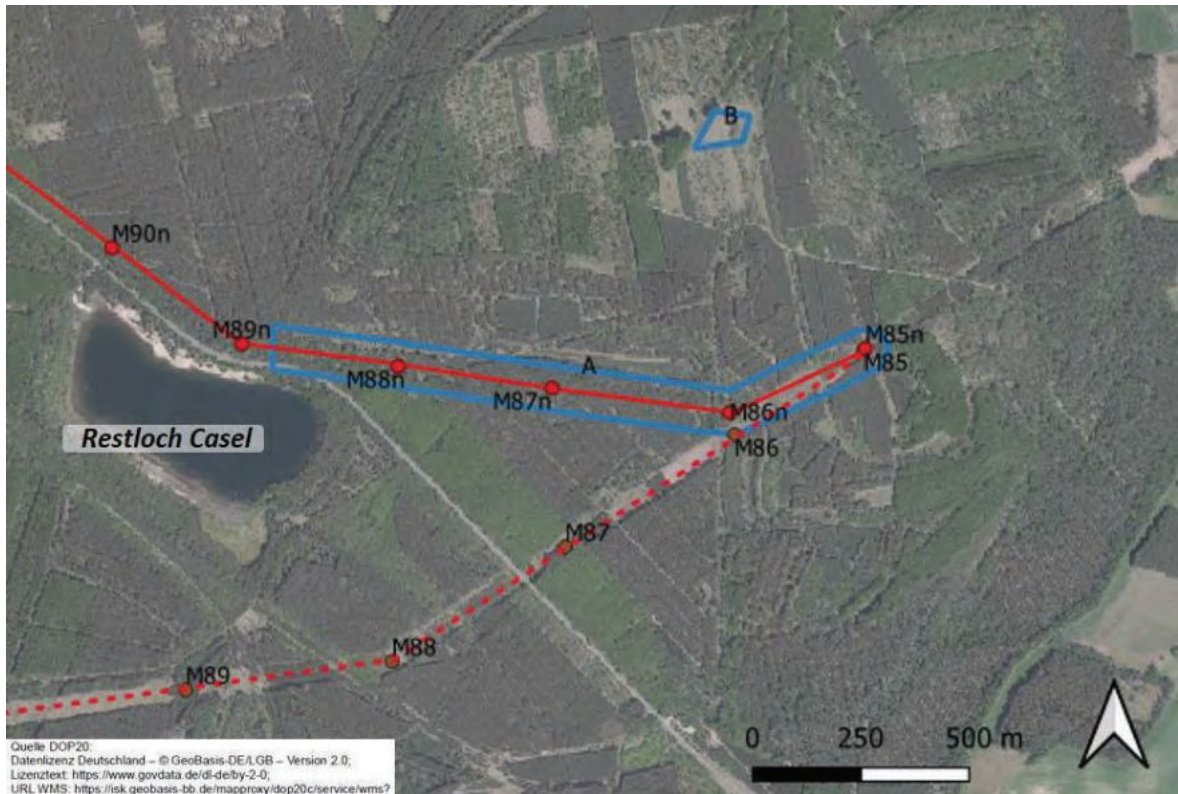 B
M90n
M89n
M85n
A
M85
M88n
M87n
M86n
Restloch Casel
M86
M87
M88
M89
0 250 500 m
Quelle DOP20:
Datenlizenz Deutschland – © GeoBasis-DE/LGB – Version 2.0;
Lizenztext: https://www.govdata.de/dl-de/by-2-0;
URL WMS: https://isk.geobasis-bb.de/mapproxy/dop20c/service/wms?